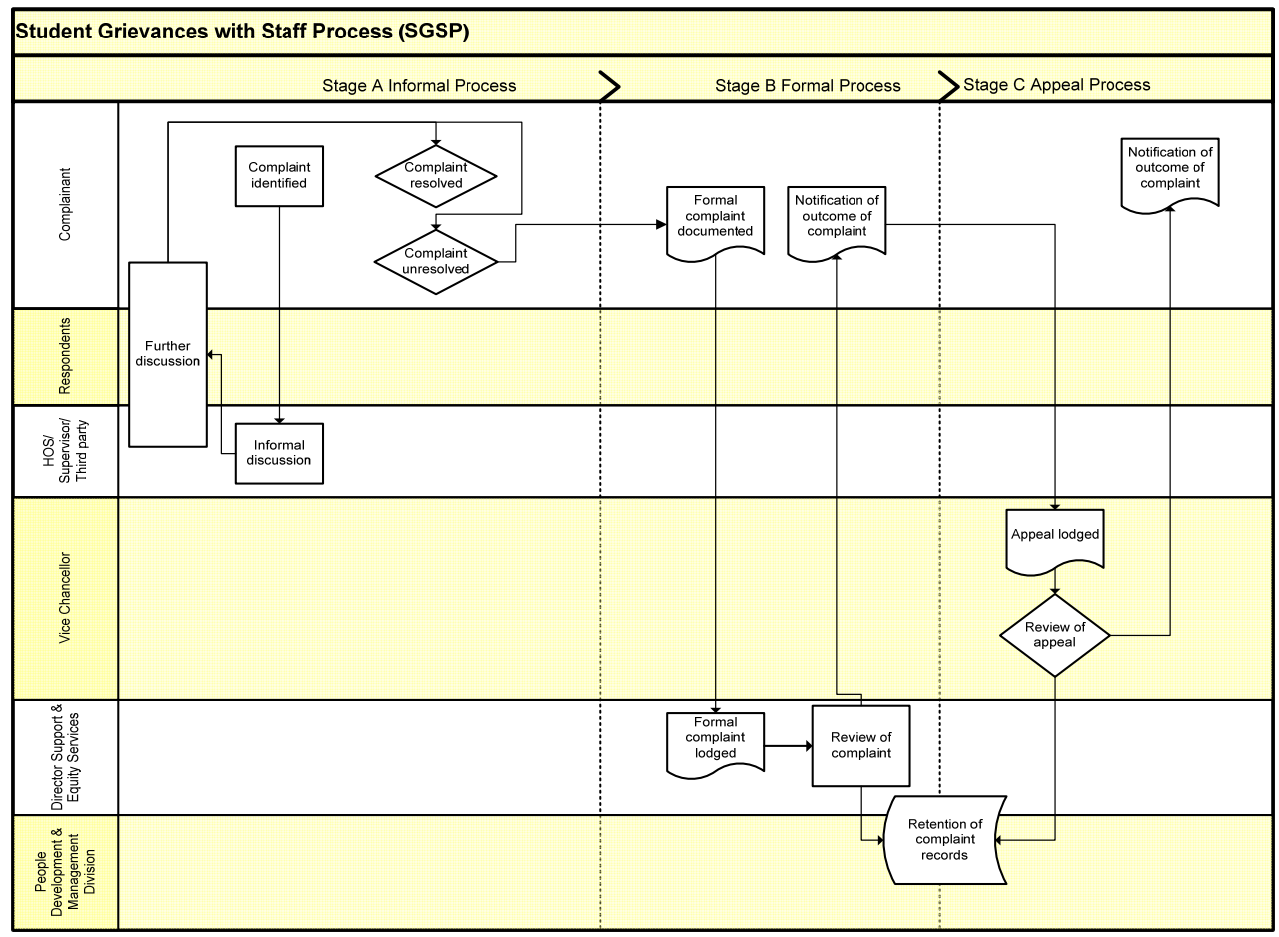 Student Grievances with Staff Process (SGSP)
Stage A Informal Process
Stage B Formal Process
Stage C Appeal Process
Complainant
Complaint
identified
Complaint
resolved
Complaint
unresolved
Formal
complaint
documented
Notification of
outcome of
complaint
Notification of
outcome of
complaint
Respondents
Further
discussion
HOS/
Supervisor/
Third party
Informal
discussion
Vice Chancellor
Appeal lodged
Review of
appeal
Director Support &
Equity Services
Formal
complaint
lodged
Review of
complaint
People
Development &
Management
Division
Retention of
complaint
records